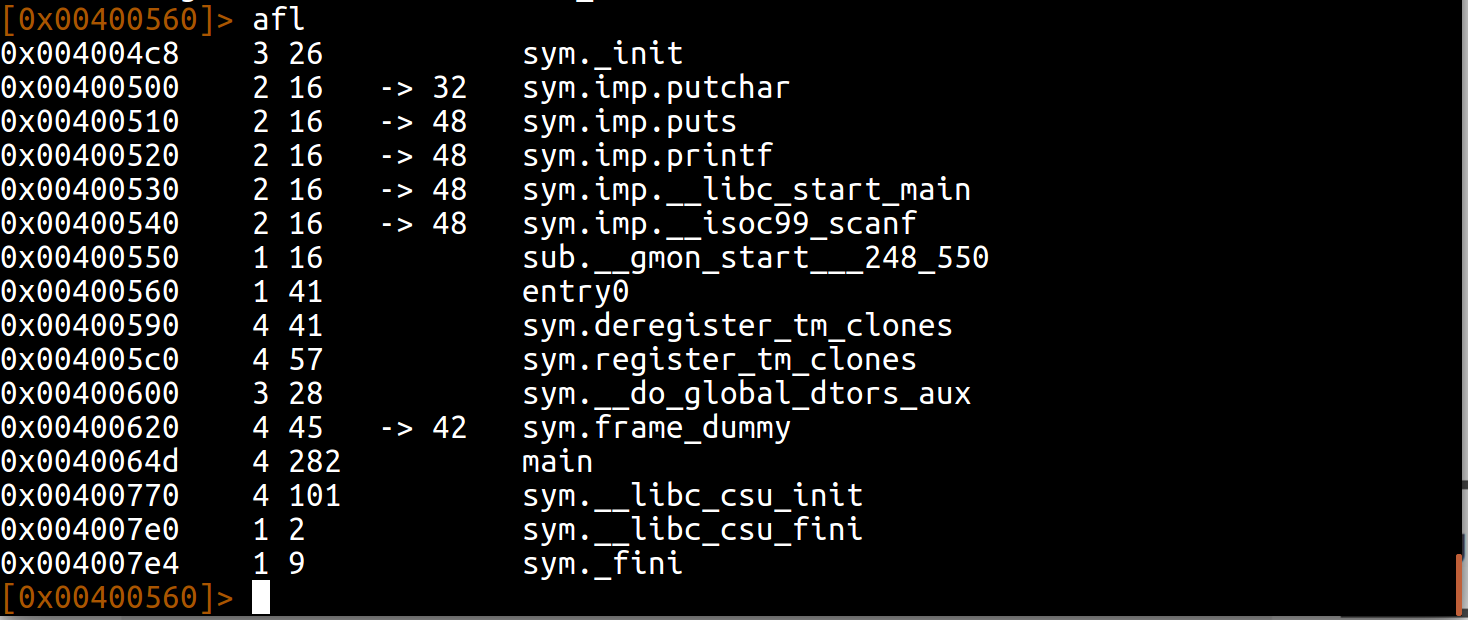 [0x00400560]> afl
0x004004c8    3 26           sym._init
0x00400500    2 16   -> 32   sym.imp.putchar
0x00400510    2 16   -> 48   sym.imp.puts
0x00400520    2 16   -> 48   sym.imp.printf
0x00400530    2 16   -> 48   sym.imp.__libc_start_main
0x00400540    2 16   -> 48   sym.imp.__isoc99_scanf
0x00400550    1 16           sub.__gmon_start___248_550
0x00400560    1 41           entry0
0x00400590    4 41           sym.deregister_tm_clones
0x004005c0    4 57           sym.register_tm_clones
0x00400600    3 28           sym.__do_global_dtors_aux
0x00400620    4 45   -> 42   sym.frame_dummy
0x0040064d    4 282          main
0x00400770    4 101          sym.__libc_csu_init
0x004007e0    1 2            sym.__libc_csu_fini
0x004007e4    1 9            sym._fini
[0x00400560]>